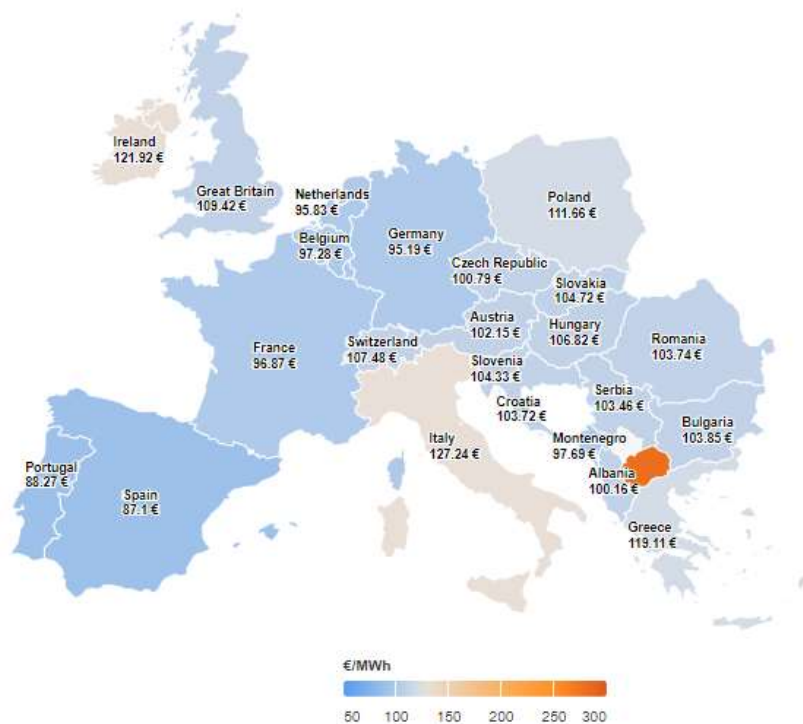 Ireland
121.92 €
Great Britain
109.42 €
Netherlands
95.83 €
Belgium
97.28 €
Germany
95.19 €
Poland
111.66 €
Czech Republic
100.79 €
Slovakia
104.72 €
Austria
102.15 €
Hungary
106.82 €
Romania
103.74 €
France
96.87 €
Switzerland
107.48 €
Slovenia
104.33 €
Croatia
103.72 €
Serbia
103.46 €
Bulgaria
103.85 €
Italy
127.24 €
Montenegro
97.69 €
Albania
100.16 €
Portugal
88.27 €
Spain
87.1 €
Greece
119.11 €
€/MWh
50 100 150 200 250 300